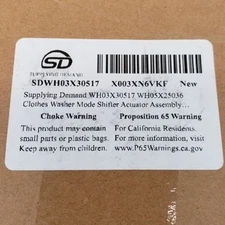 SD
SUPPLYING DEMAND
SDWH03X30517 X003XN6VKF New
Supplying Demand WH03X30517 WH05X25036
Clothes Washer Mode Shifter Actuator Assembly...
Choke Warning Proposition 65 Warning
This product may contain For California Residents.
small parts or plastic bags. For more information, visit
Keep away from children. www.P65Warnings.ca.gov